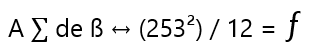 A ∑ de ß ↔ (253²) / 12 = ƒ